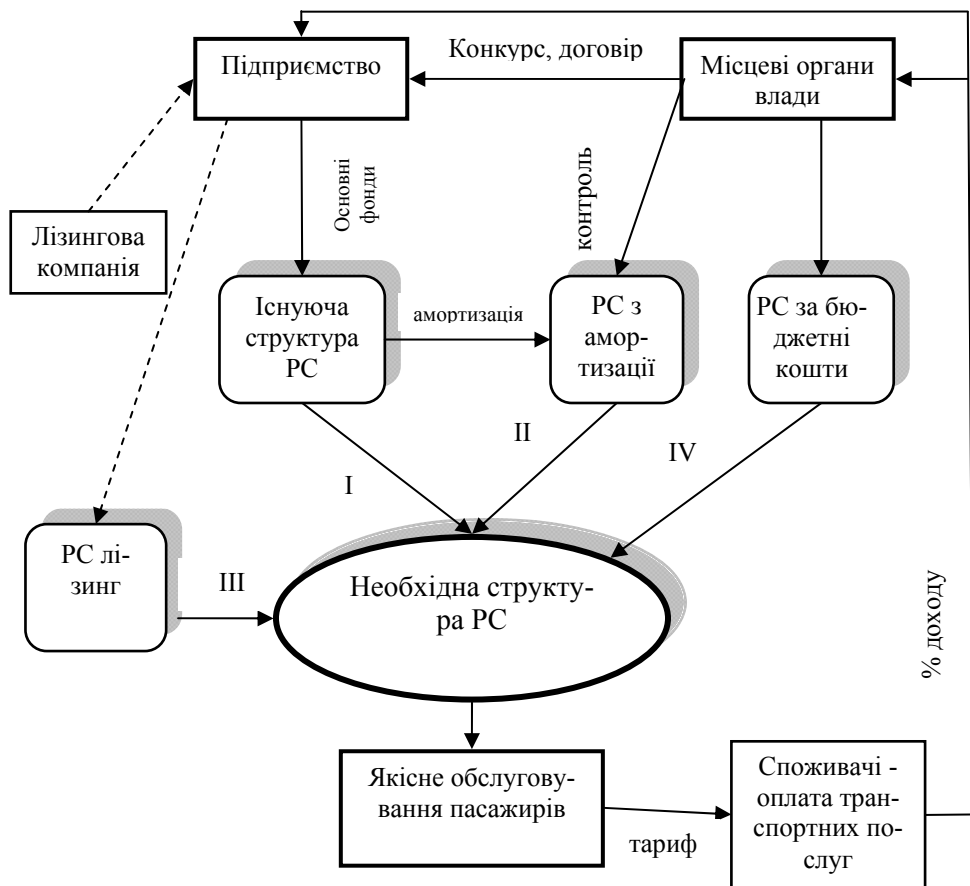 Підприємство
Конкурс, договір
Місцеві органи
влади
Основні
фонди
контроль
Лізингова
компанія
Існуюча
структура
РС
амортизація
РС з
амор-
тизації
РС за бю-
джетні
кошти
I
II
IV
РС лі-
зинг
III
Необхідна структу-
ра РС
% доходу
Якісне обслугову-
вання пасажирів
тариф
Споживачі -
оплата тран-
спортних по-
слуг